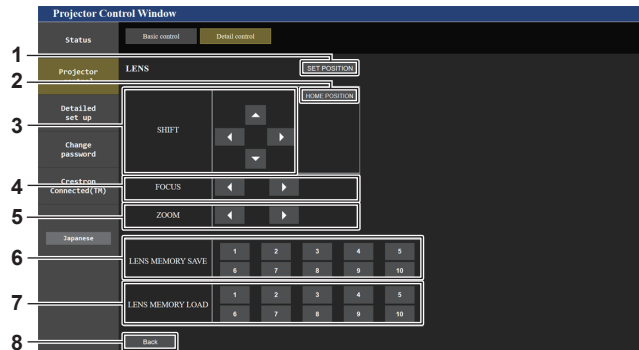 Projector Control Window
Status
Basic control
Detail control
1
Projector
LENS
SET POSITION
2
HOME POSITION
Detailed
set up
3
SHIFT
Change
password
Crestron
Connected(TM)
4
FOCUS
5
ZOOM
Japanese
6
LENS MEMORY SAVE
1 2 3 4 5
6 7 8 9 10
7
LENS MEMORY LOAD
1 2 3 4 5
6 7 8 9 10
8
Back